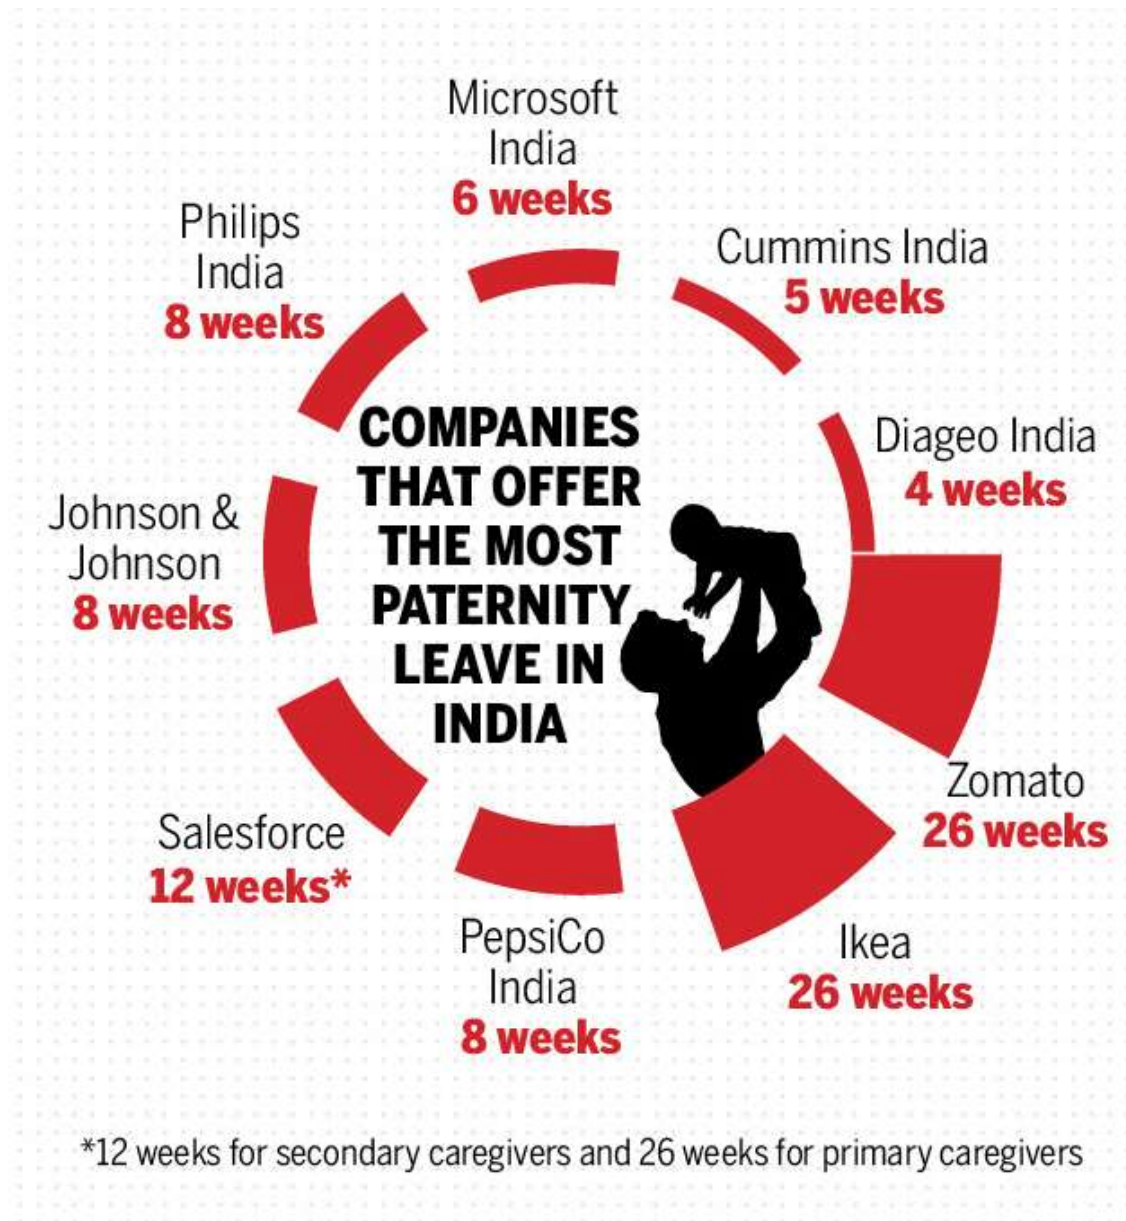 Microsoft
India
6 weeks
Cummins India
5 weeks
Diageo India
4 weeks
Zomato
26 weeks
Ikea
26 weeks
PepsiCo
India
8 weeks
Salesforce
12 weeks*
Johnson &
Johnson
8 weeks
Philips
India
8 weeks
COMPANIES
THAT OFFER
THE MOST
PATERNITY
LEAVE IN
INDIA
*12 weeks for secondary caregivers and 26 weeks for primary caregivers